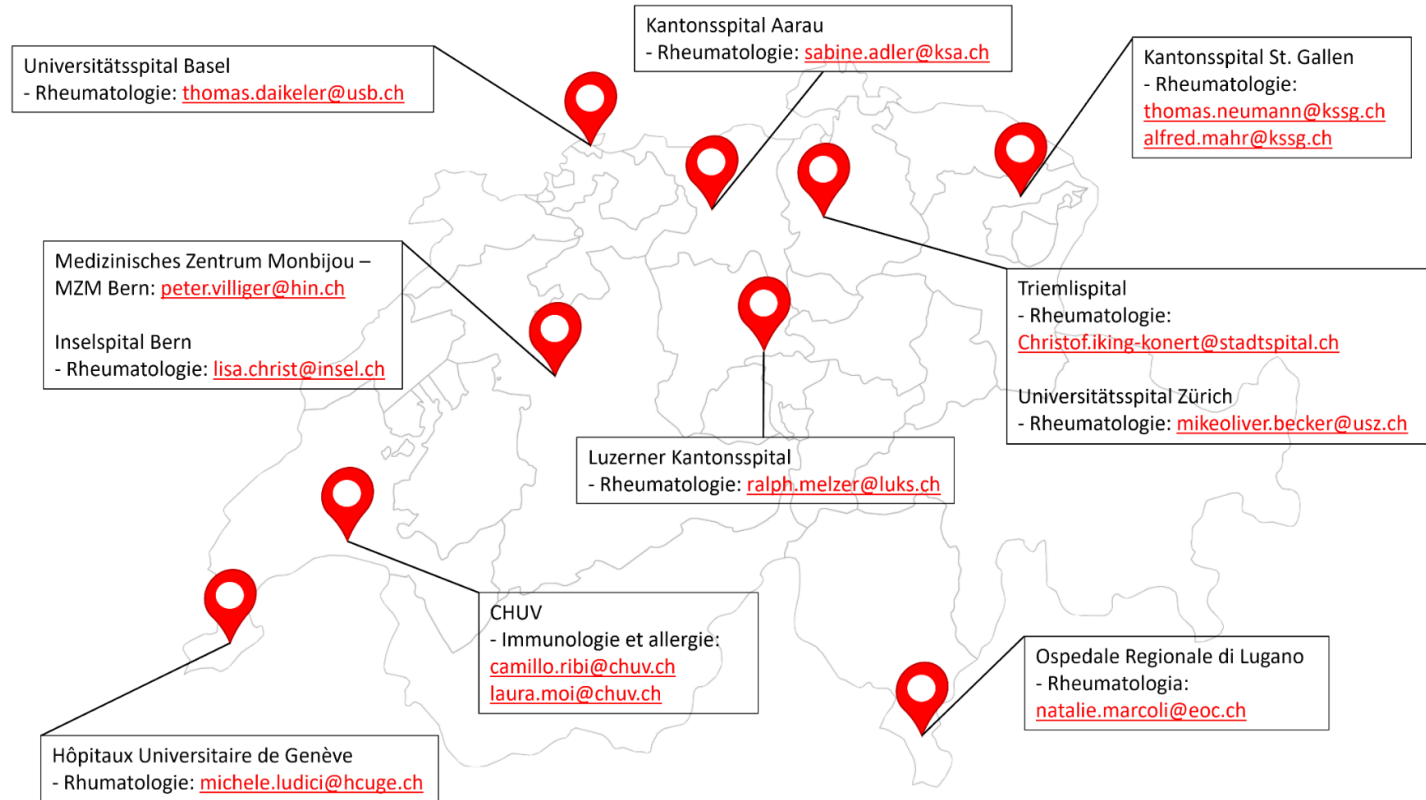 Kantonsspital Aarau
- Rheumatologie: sabine.adler@ksa.ch
Universitätsspital Basel
- Rheumatologie: thomas.daikeler@usb.ch
Kantonsspital St. Gallen
- Rheumatologie:
thomas.neumann@kssg.ch
alfred.mahr@kssg.ch
Medizinisches Zentrum Monbijou –
MZM Bern: peter.villiger@hin.ch
Inselspital Bern
- Rheumatologie: lisa.christ@insel.ch
Triemlispital
- Rheumatologie:
Christof.iking-konert@stadtspital.ch
Universitätsspital Zürich
- Rheumatologie: mikeoliver.becker@usz.ch
Luzerner Kantonsspital
- Rheumatologie: ralph.melzer@luks.ch
CHUV
- Immunologie et allergie:
camillo.ribi@chuv.ch
laura.moi@chuv.ch
Ospedale Regionale di Lugano
- Rheumatologia:
natalie.marcoli@eoc.ch
Hôpitaux Universitaire de Genève
- Rhumatologie: michele.ludici@hcuge.ch